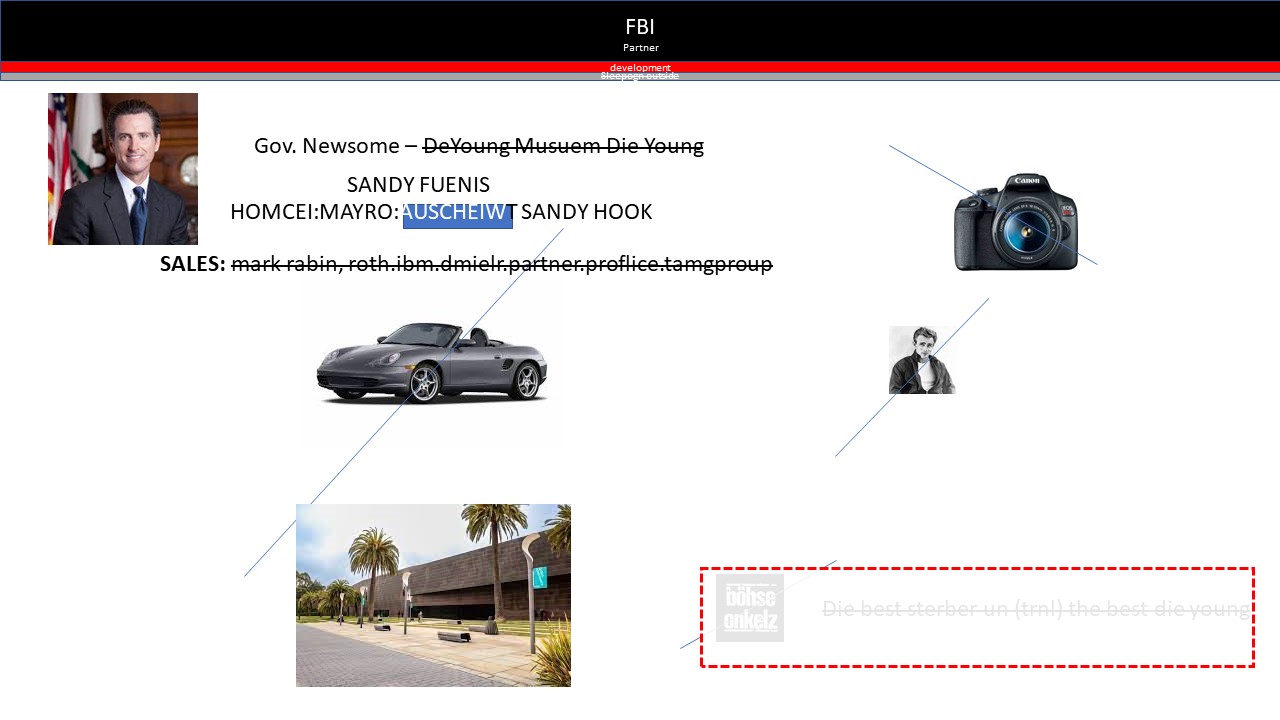 FBI
Partner
development
Sleepogn outside
Gov. Newsome – DeYoung Musuem Die Young
SANDY FUENIS
HOMCEI:MAYRO:AUSCHEIWT SANDY HOOK
SALES: mark rabin, roth.ibm.dmielr.partner.proflice.tamgproup
Canon
böhse
onkelz
Die best sterber un (trnl) the best die young